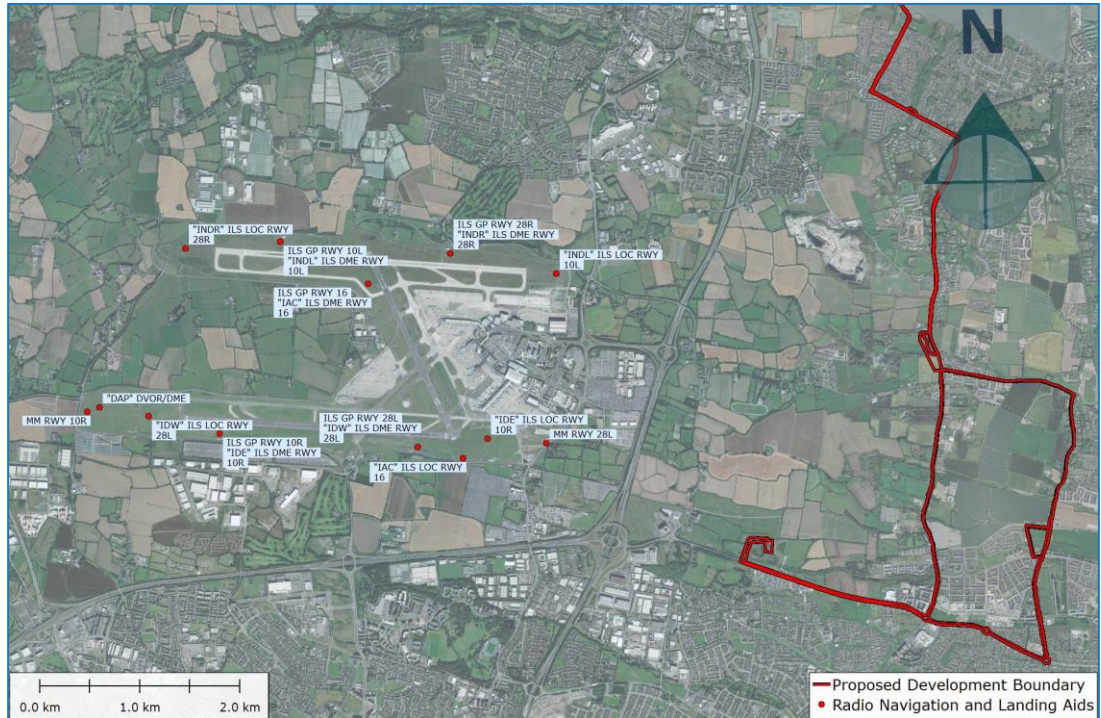 N
"INDR" ILS LOC RWY
28R
ILS GP RWY 10L
"INDL" ILS DME RWY
10L
ILS GP RWY 28R
"INDR" ILS DME RWY
28R
"INDL" ILS LOC RWY
10L
ILS GP RWY 16
"IAC" ILS DME RWY
16
"DAP" DVOR/DME
MM RWY 10R
"IDW" ILS LOC RWY
28L
ILS GP RWY 10R
"IDE" ILS DME RWY
10R
ILS GP RWY 28L
"IDW" ILS DME RWY
28L
"IDE" ILS LOC RWY
10R
MM RWY 28L
"IAC" ILS LOC RWY
16
0.0 km
1.0 km
2.0 km
Proposed Development Boundary
Radio Navigation and Landing Aids